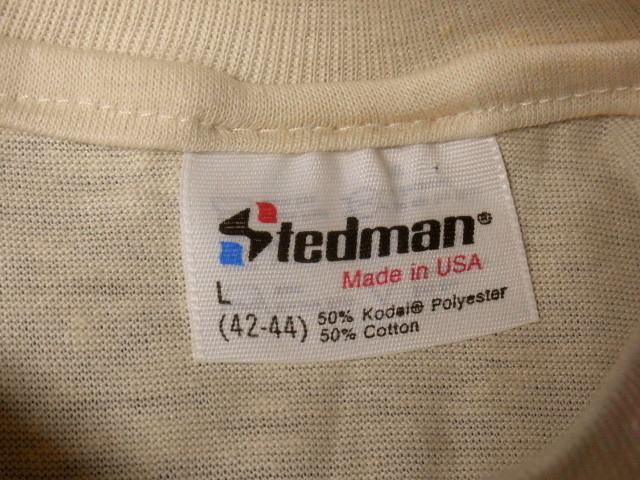 Stedman®
Made in USA
L
(42-44)
50% Kodel® Polyester
50% Cotton